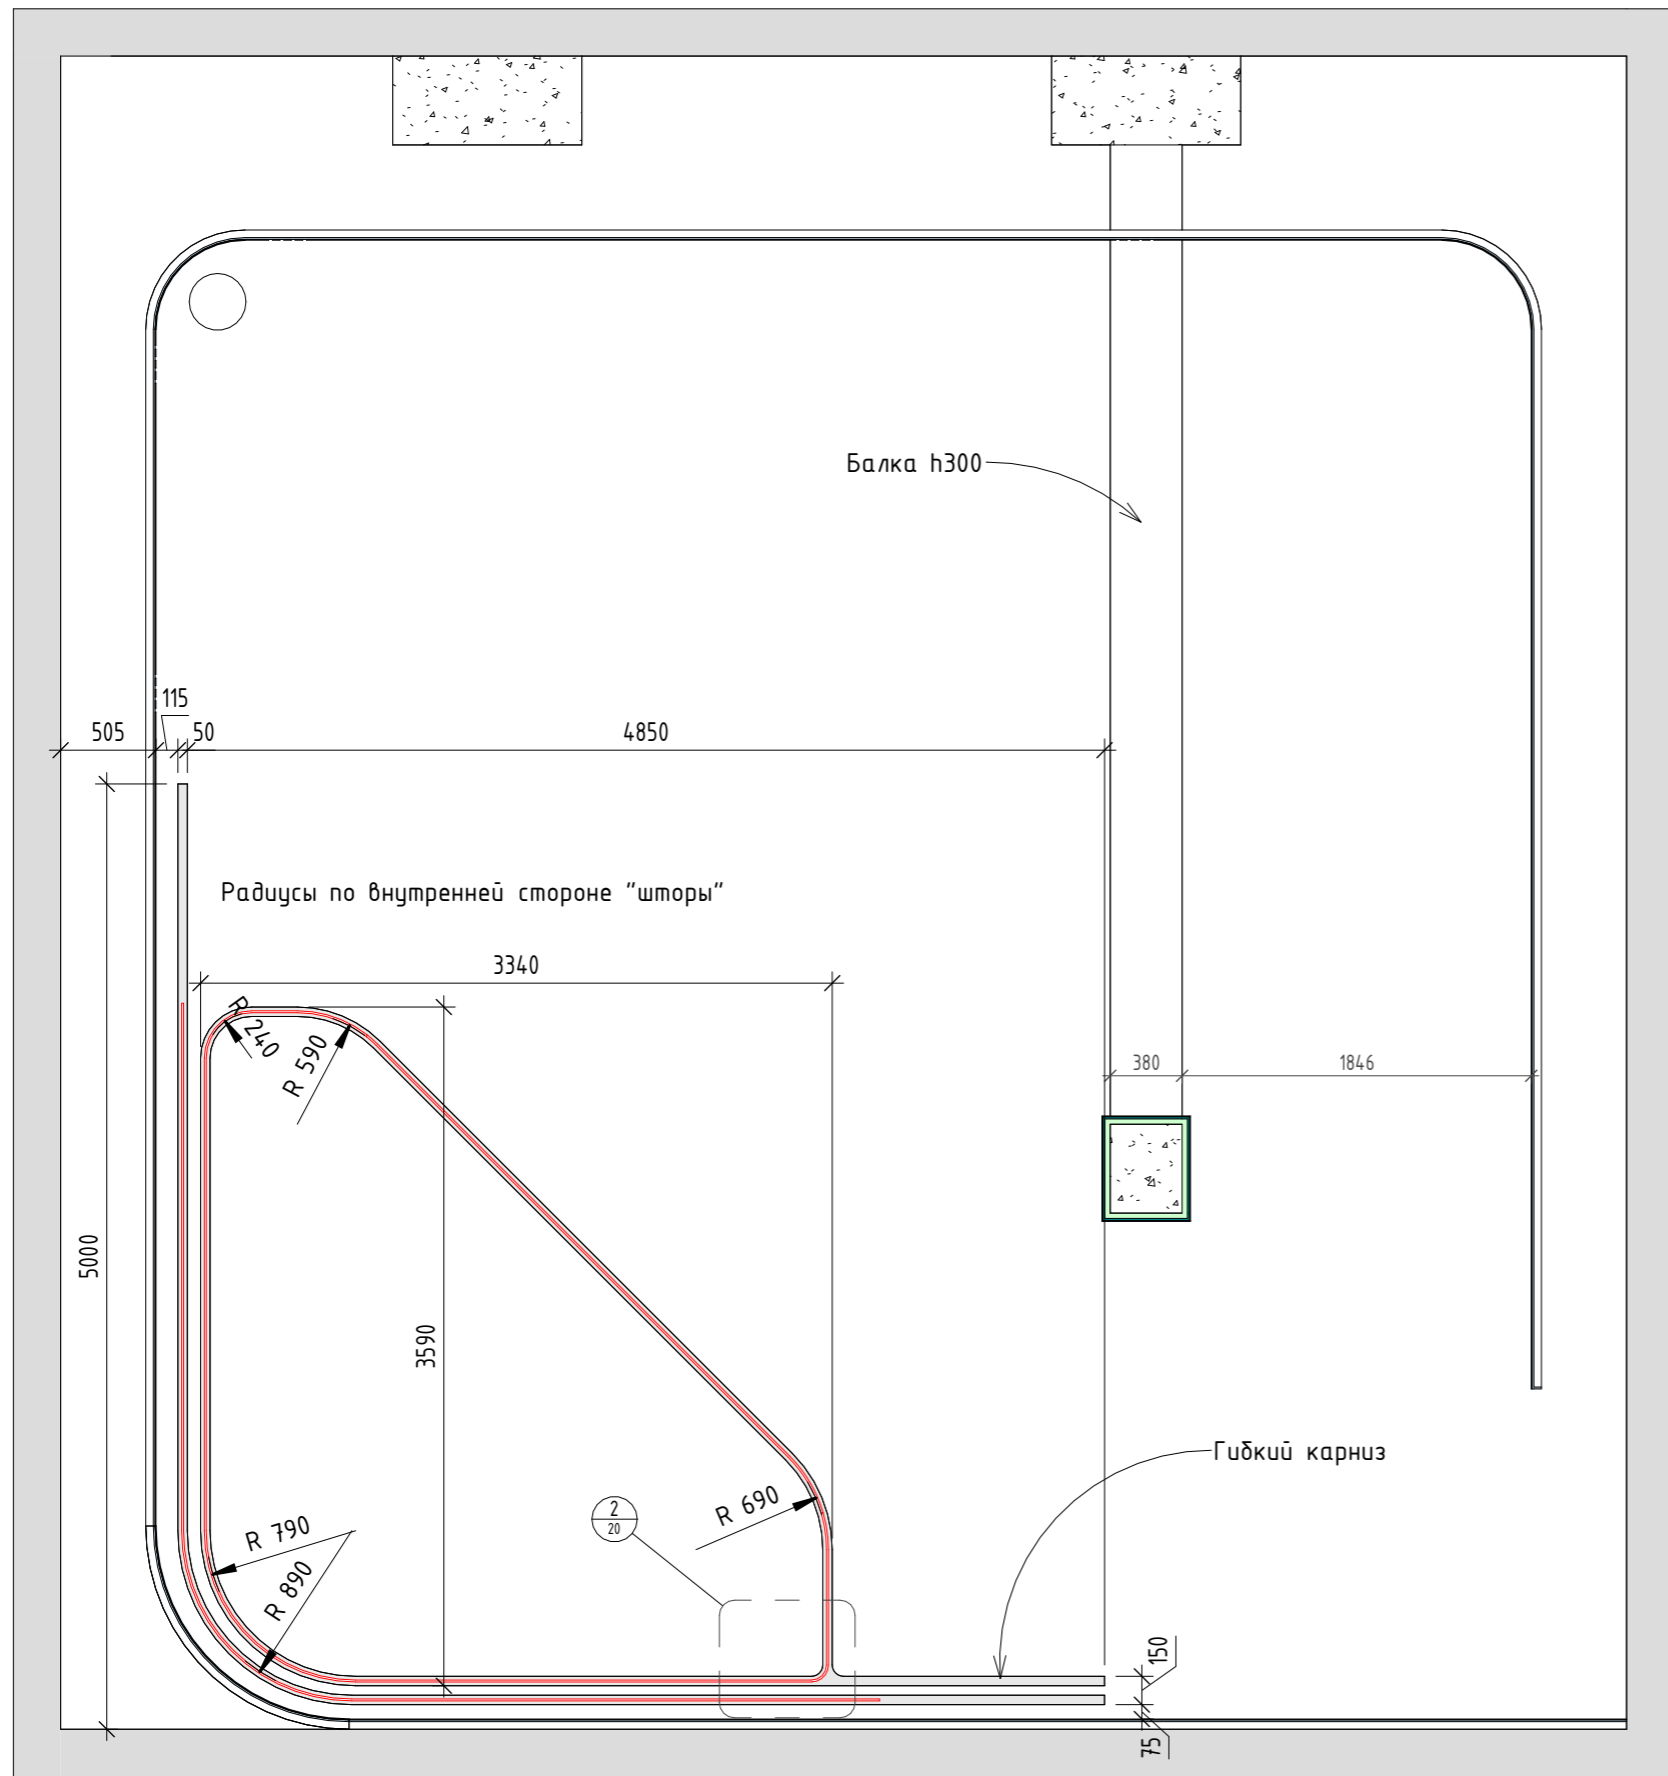 Балка h300
115
505
50
4850
Радиусы по внутренней стороне "шторы"
3340
R 240
R 590
380
1846
5000
3590
Гибкий карниз
R 790
R 890
2
20
R 690
150
75